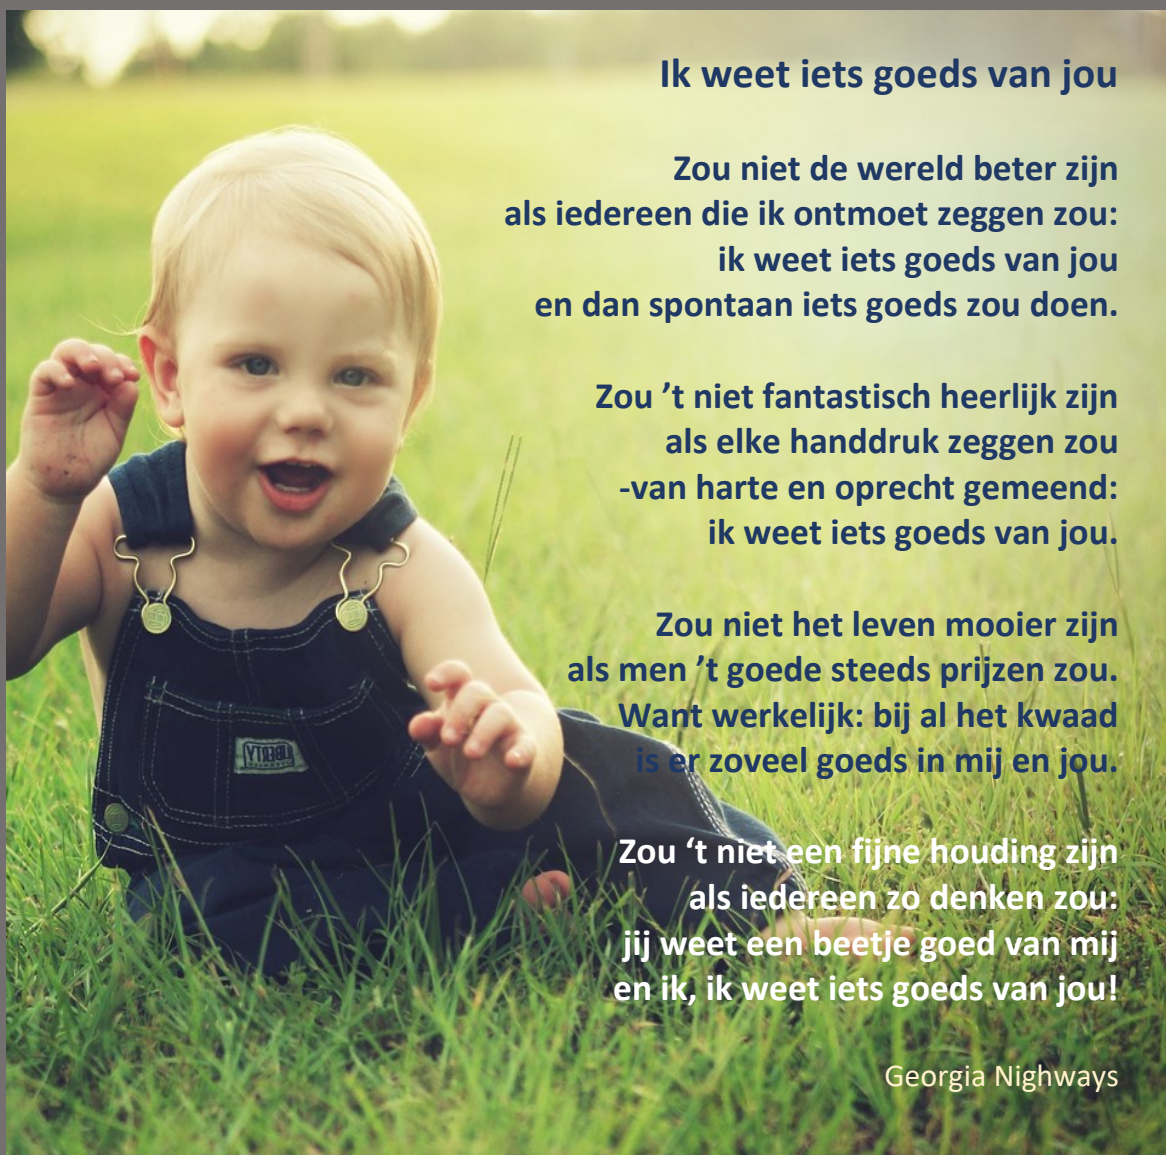 Ik weet iets goeds van jou
Zou niet de wereld beter zijn
als iedereen die ik ontmoet zeggen zou:
ik weet iets goeds van jou
en dan spontaan iets goeds zou doen.
Zou ’t niet fantastisch heerlijk zijn
als elke handdruk zeggen zou
-van harte en oprecht gemeend:
ik weet iets goeds van jou.
Zou niet het leven mooier zijn
als men ’t goede steeds prijzen zou.
Want werkelijk: bij al het kwaad
is er zoveel goeds in mij en jou.
Zou ‘t niet een fijne houding zijn
als iedereen zo denken zou:
jij weet een beetje goed van mij
en ik, ik weet iets goeds van jou!
Georgia Nighways
LIBERTY